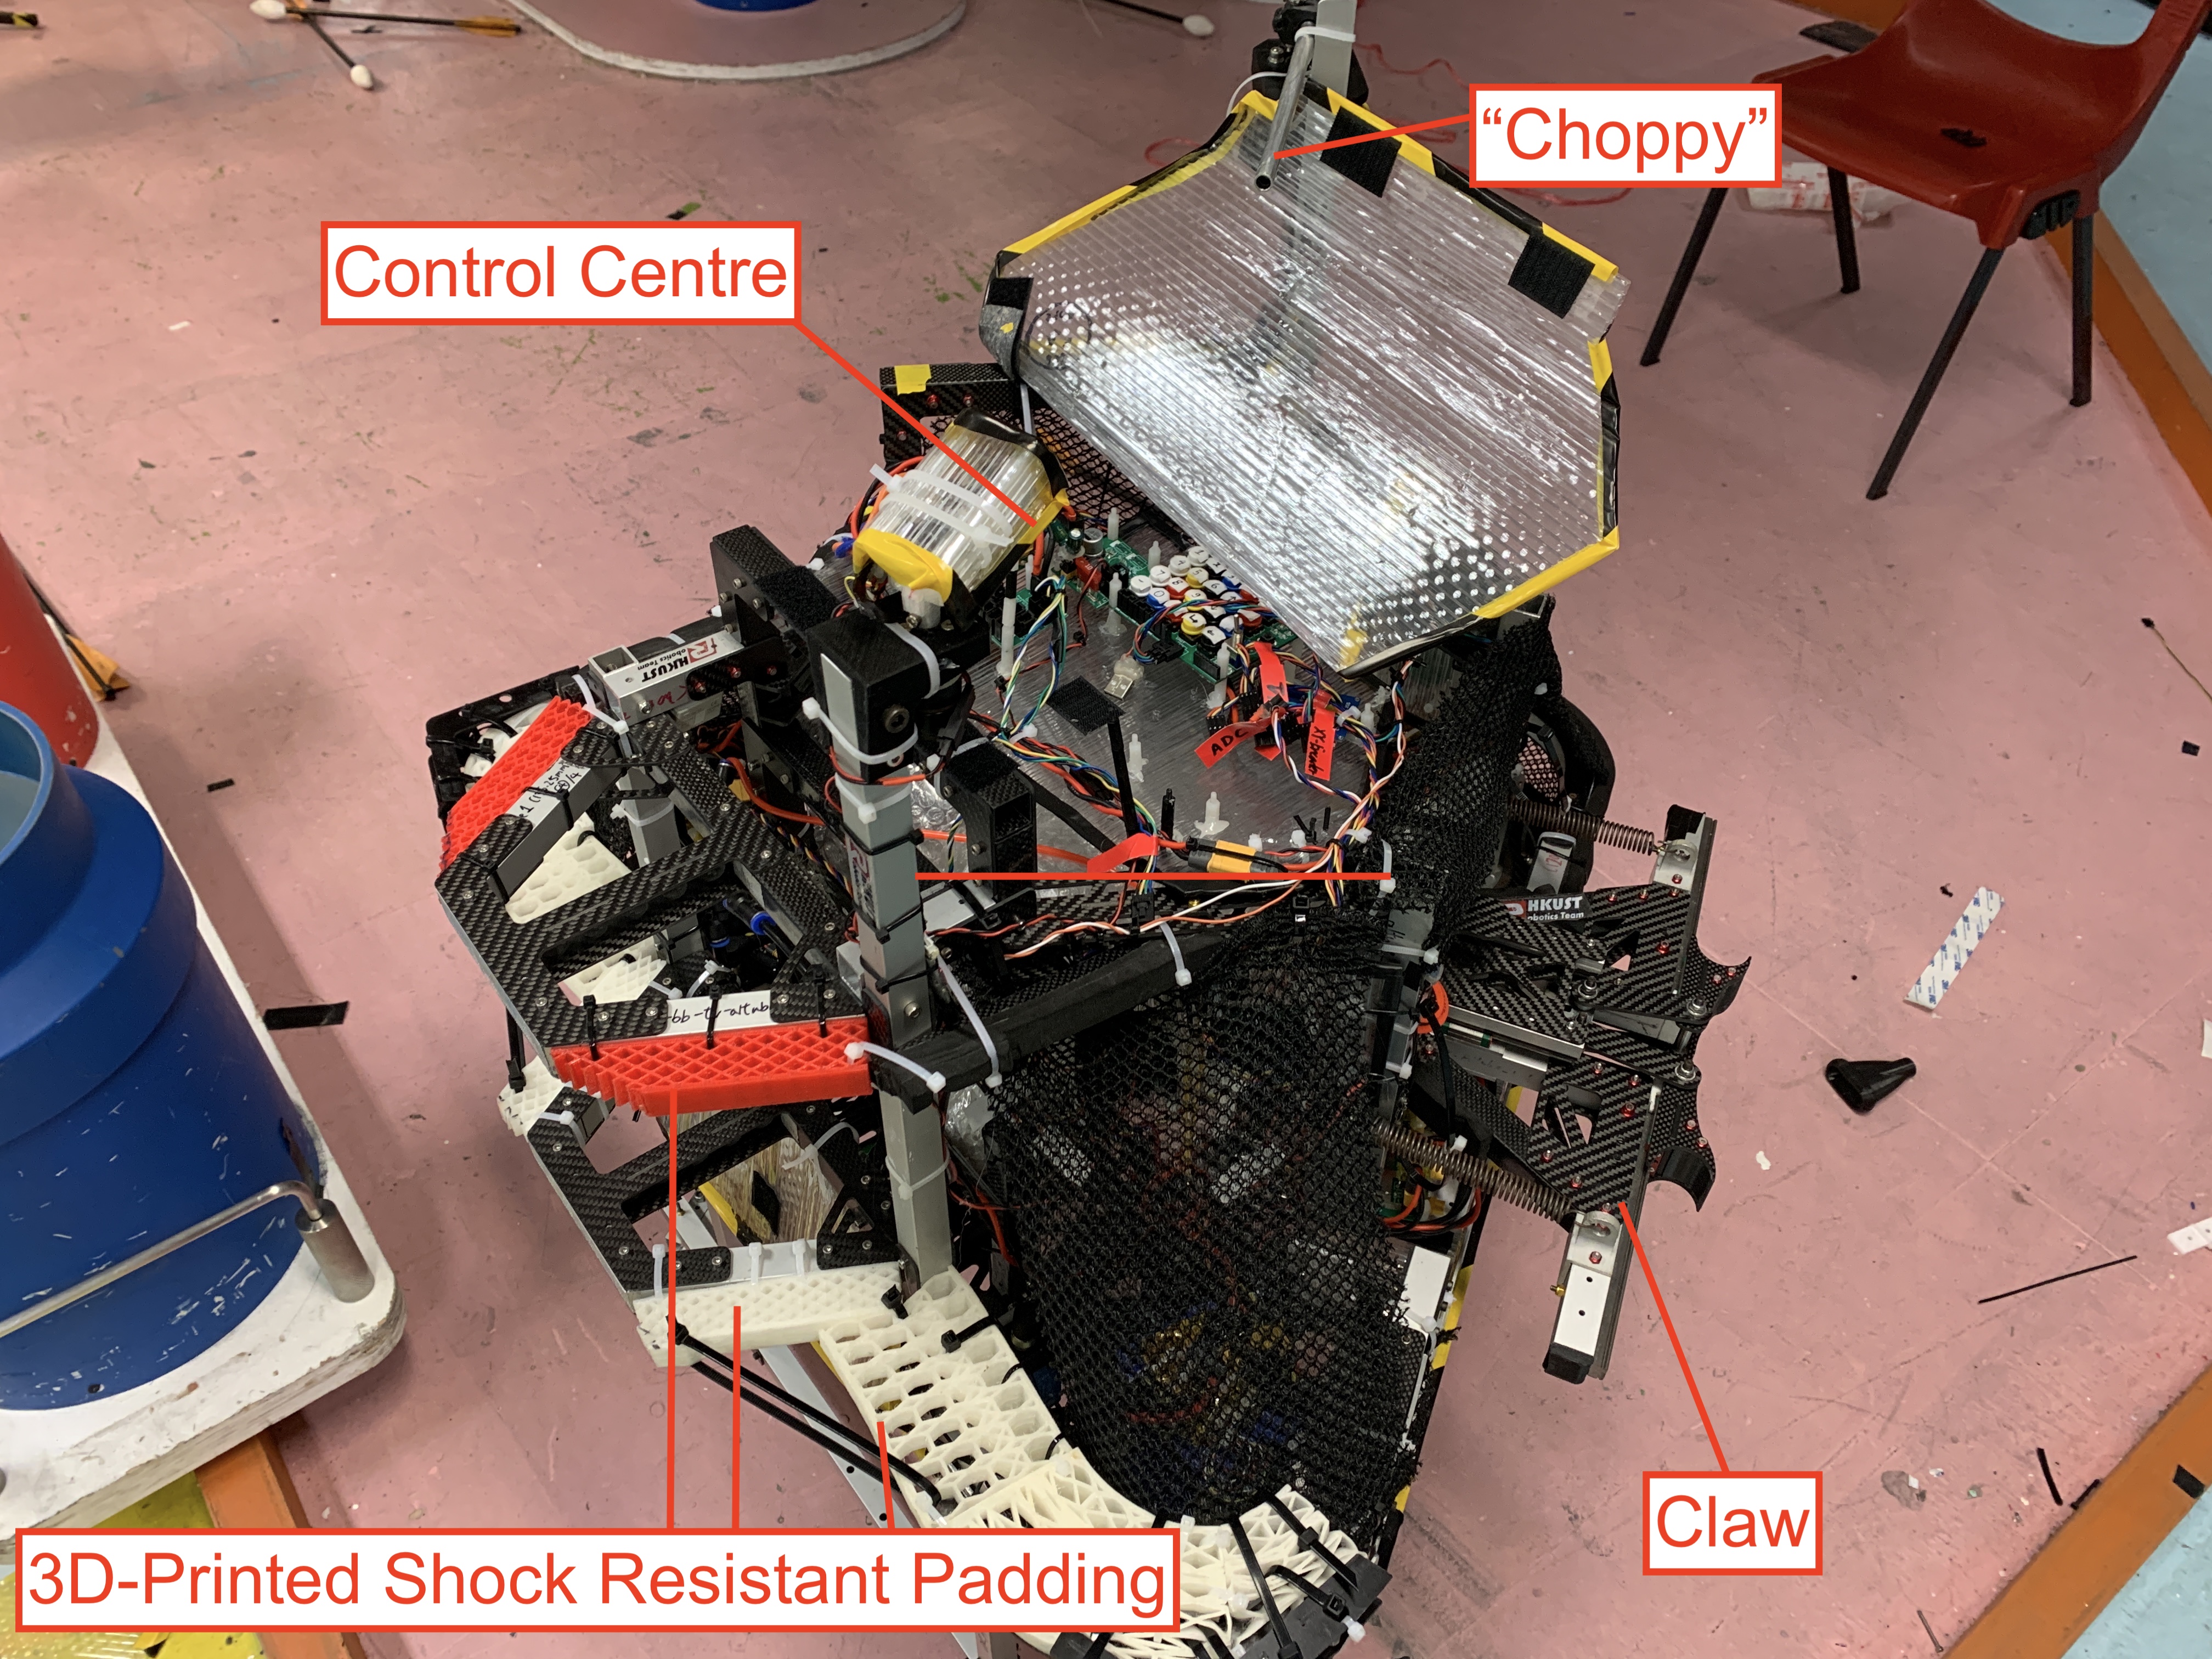 “Choppy”
Control Centre
HKUST
Robotics Team
ADC
HKUST
Robotics Team
Claw
3D-Printed Shock Resistant Padding